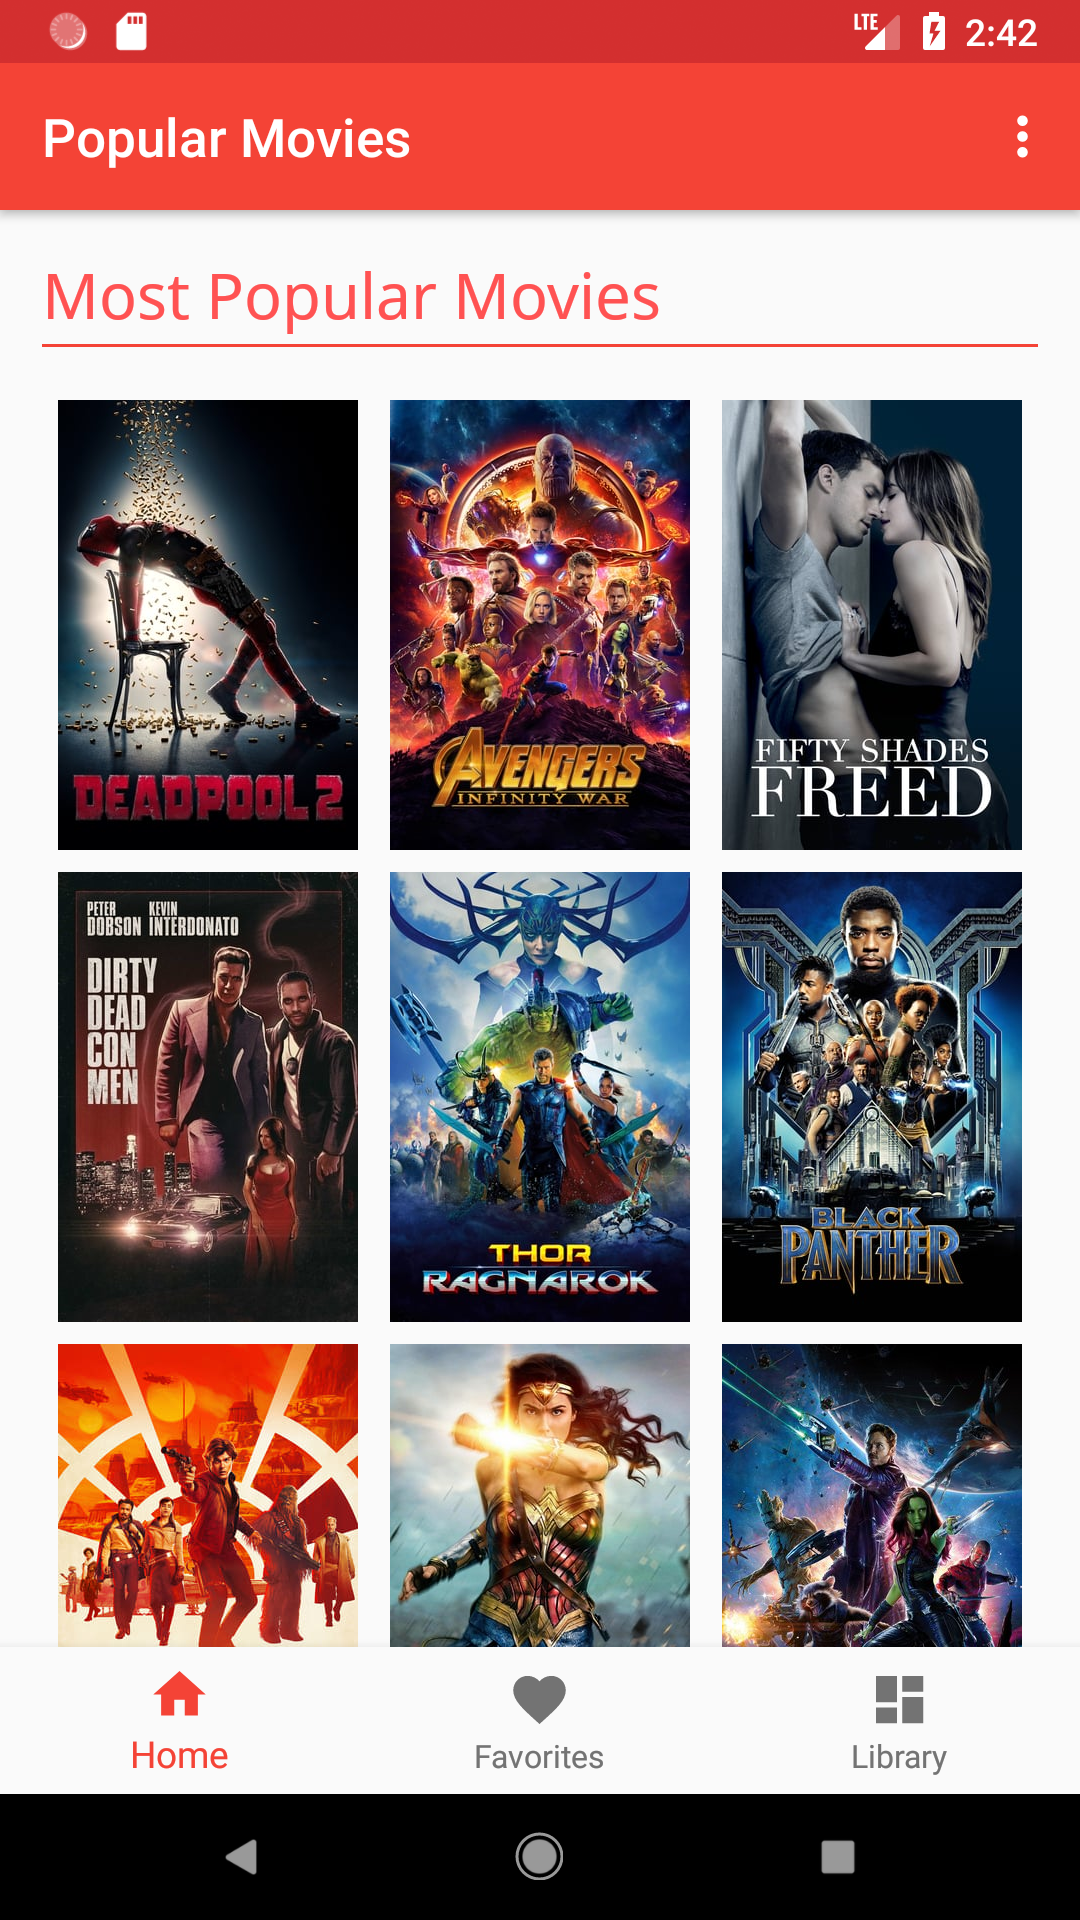 LTE 2:42
Popular Movies
Most Popular Movies
DEADPOOL 2
AVENGERS
INFINITY WAR
FIFTY SHADES
FREED
PETER DOBSON KEVIN INTERDONATO
DIRTY
DEAD
CON
MEN
THOR
RAGNAROK
BLACK
PANTHER
Home
Favorites
Library